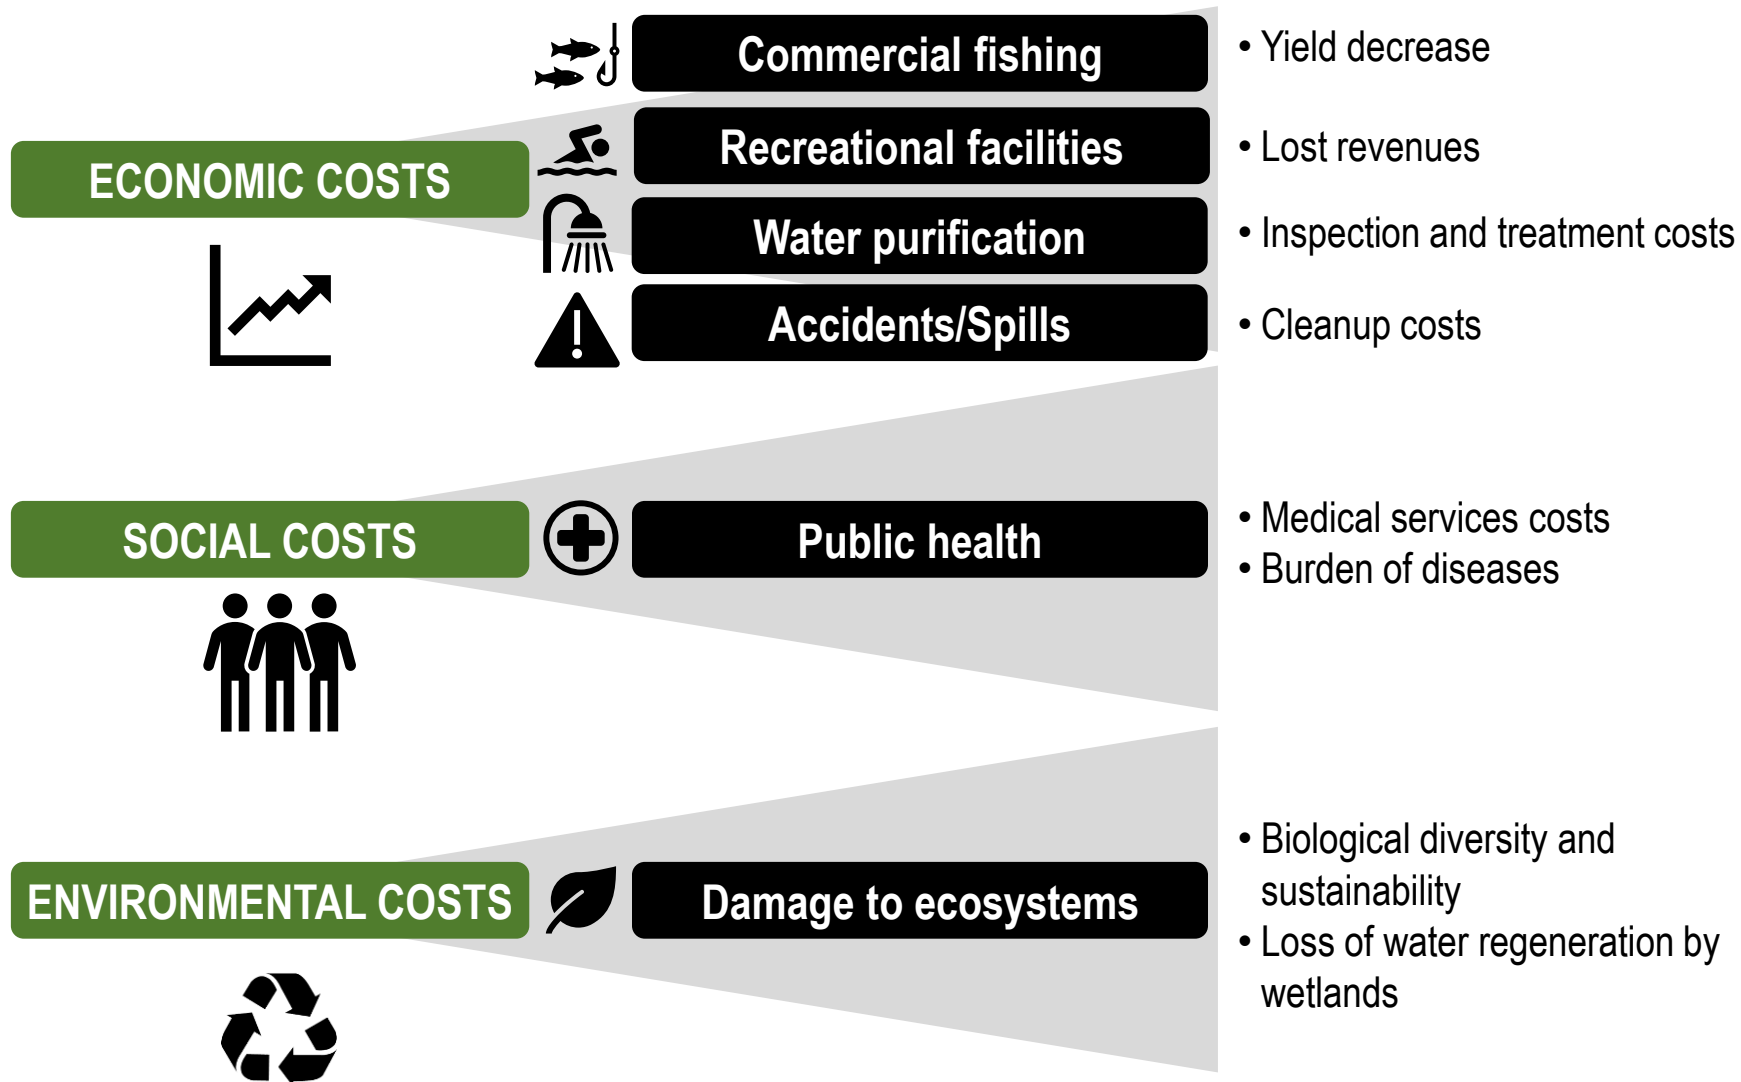 ECONOMIC COSTS
Commercial fishing
• Yield decrease
Recreational facilities
• Lost revenues
Water purification
• Inspection and treatment costs
Accidents/Spills
• Cleanup costs
SOCIAL COSTS
Public health
• Medical services costs
• Burden of diseases
ENVIRONMENTAL COSTS
Damage to ecosystems
• Biological diversity and
sustainability
• Loss of water regeneration by
wetlands